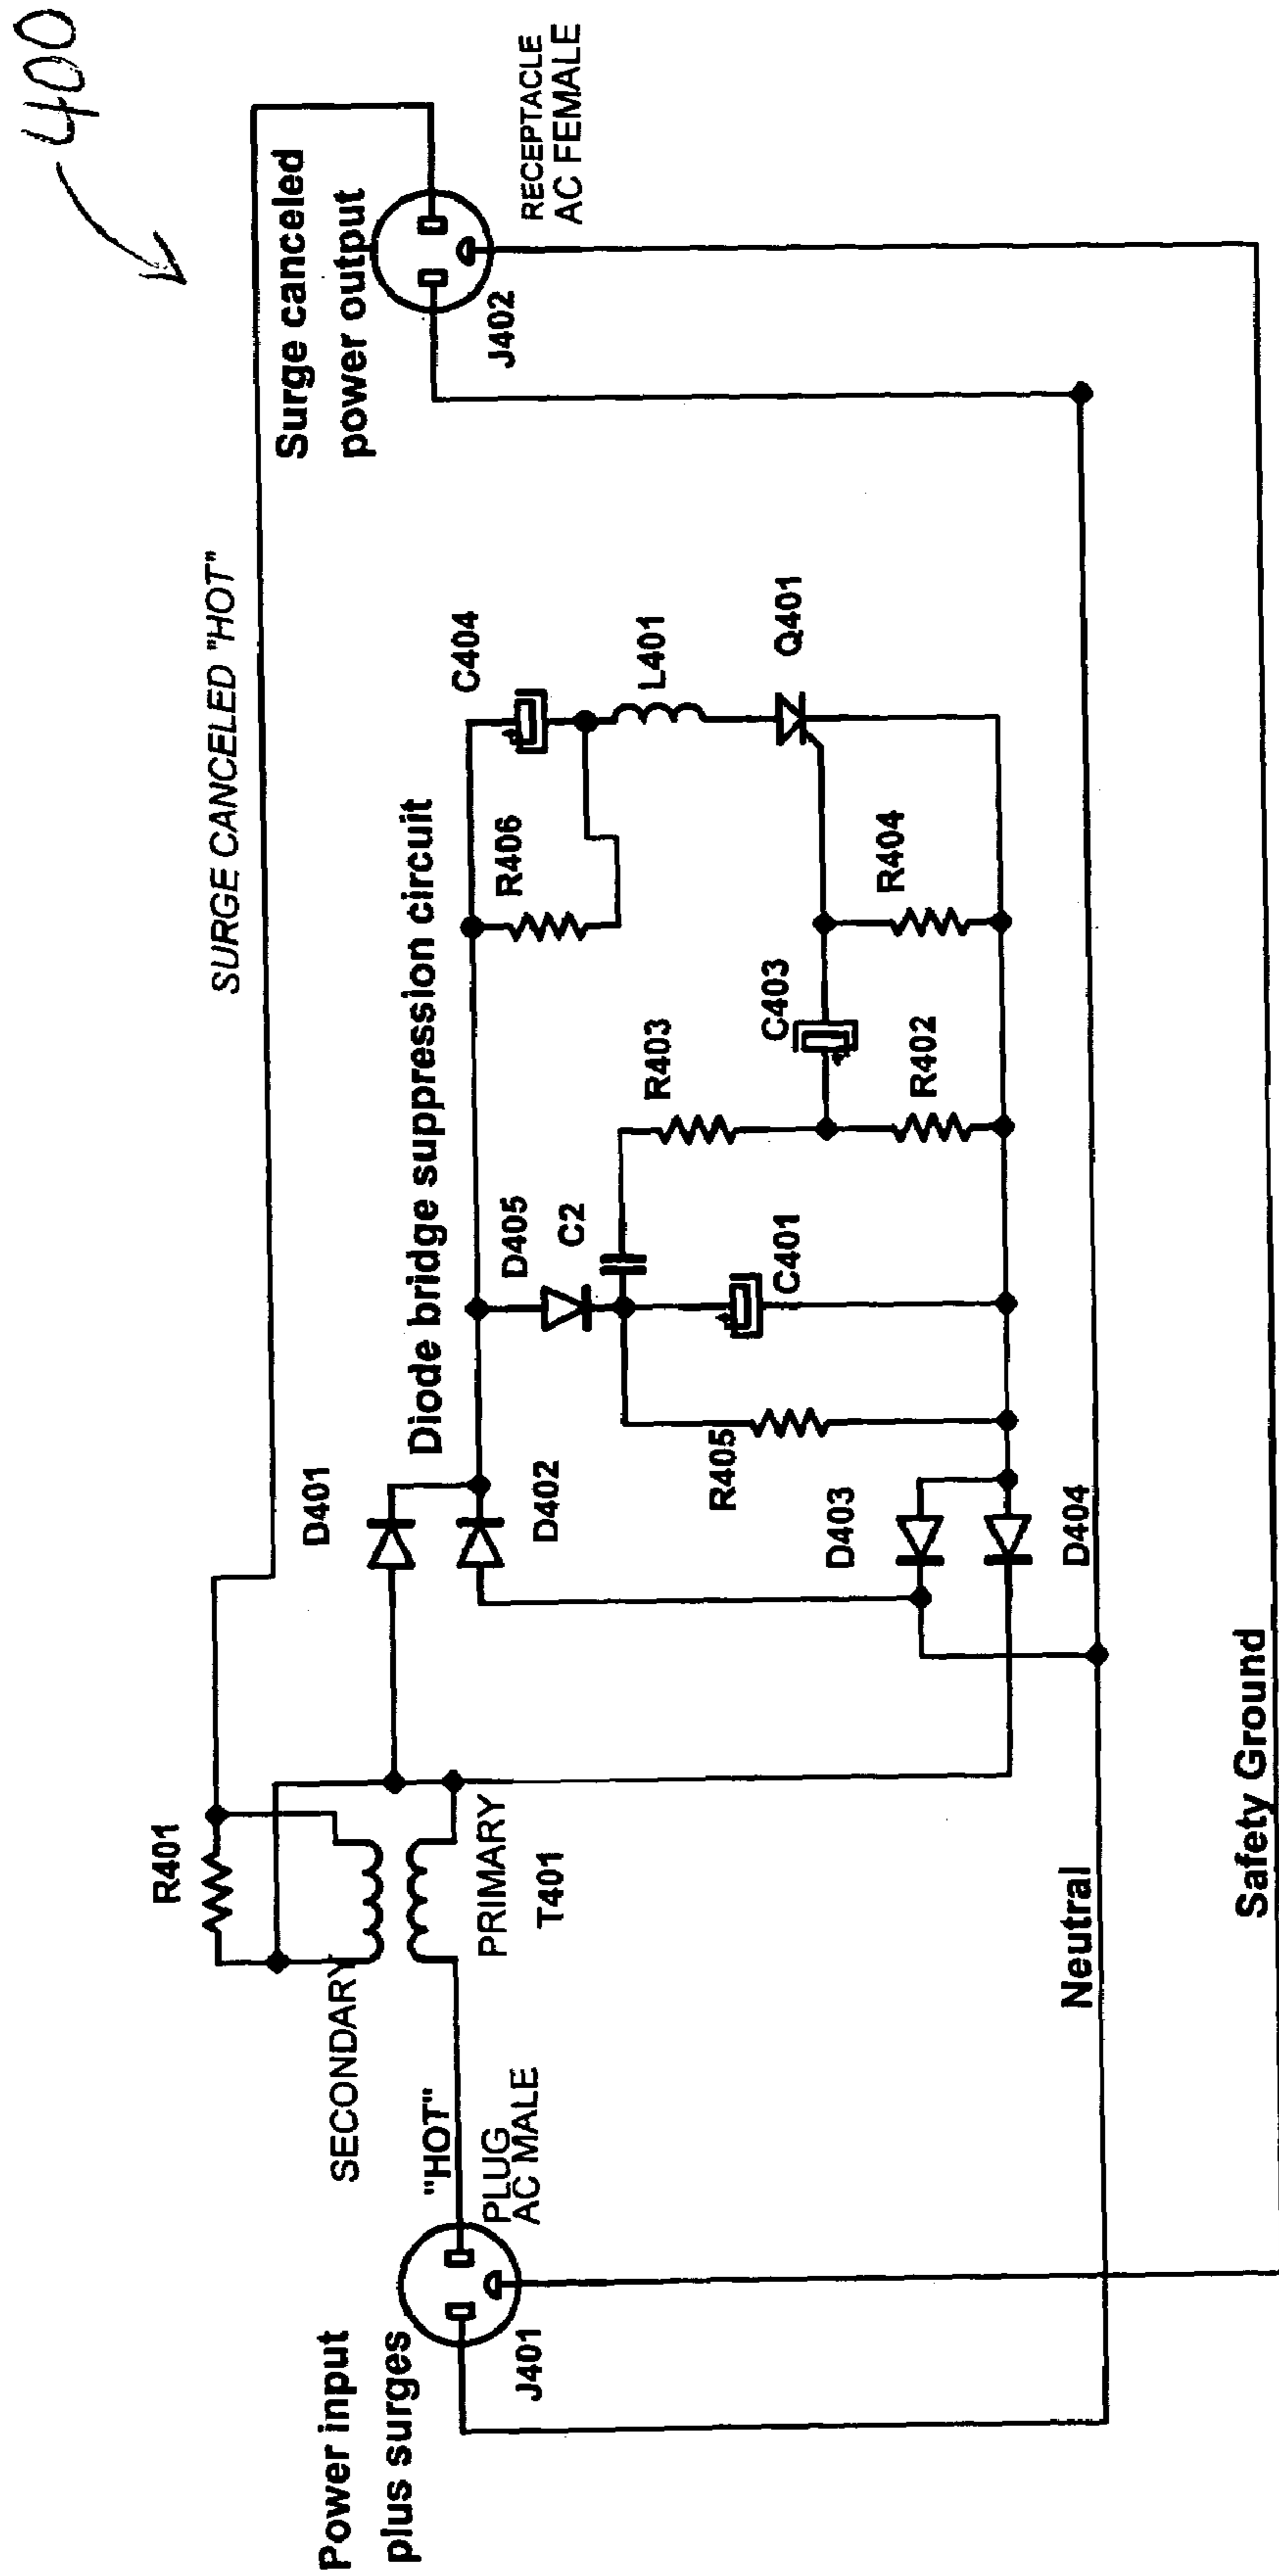 400
SURGE CANCELED "HOT"
Surge canceled
power output
RECEPTACLE
AC FEMALE
J402
Diode bridge suppression circuit
R401
SECONDARY
PRIMARY
T401
"HOT"
PLUG
AC MALE
Power input
plus surges
J401
D401
D402
D403
D404
D405
C2
C401
R405
R403
C403
R402
R406
R404
C404
L401
Q401
Neutral
Safety Ground